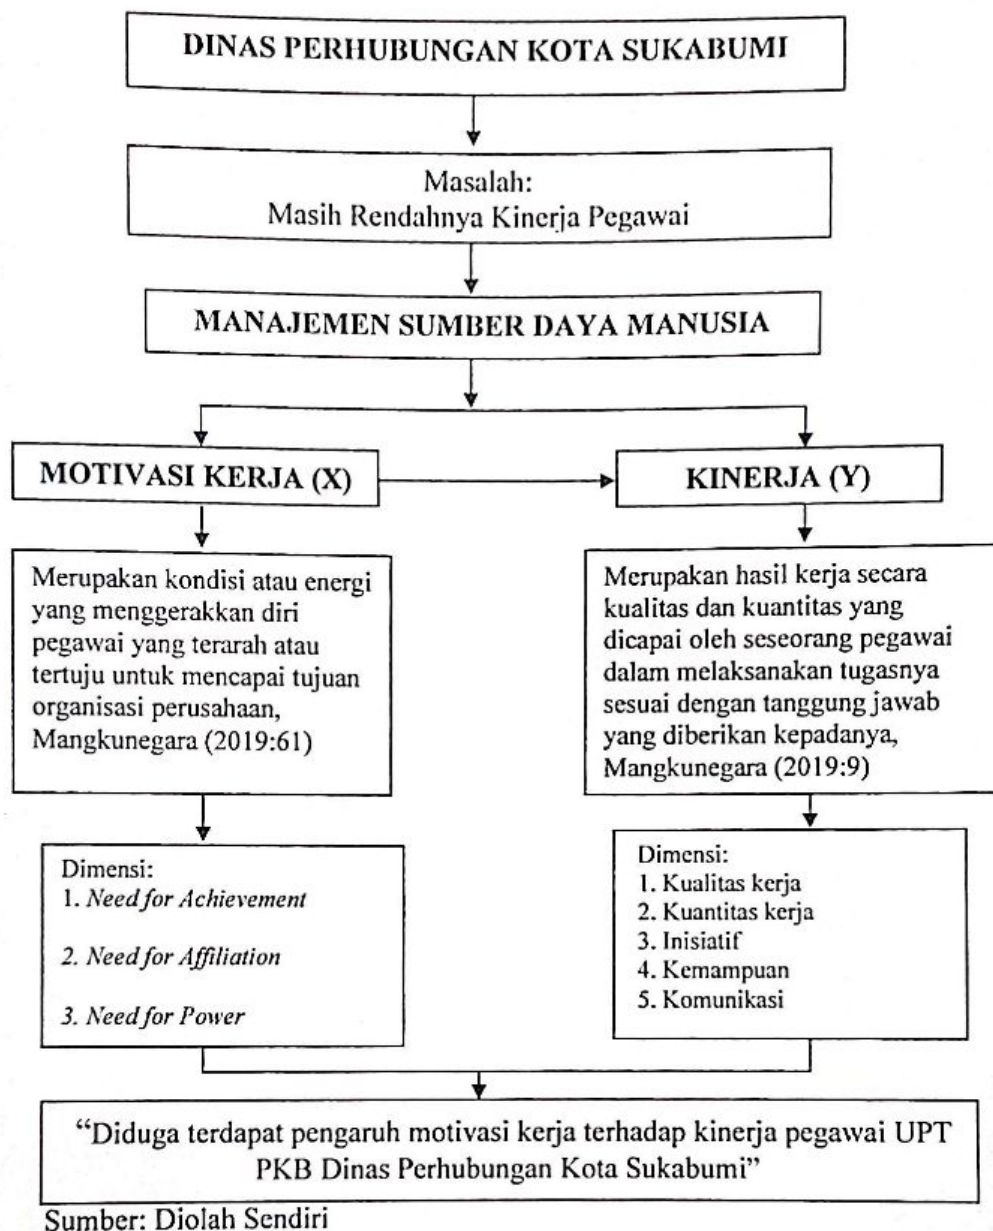 DINAS PERHUBUNGAN KOTA SUKABUMI
Masalah:
Masih Rendahnya Kinerja Pegawai
MANAJEMEN SUMBER DAYA MANUSIA
MOTIVASI KERJA (X)
KINERJA (Y)
Merupakan kondisi atau energi
yang menggerakkan diri
pegawai yang terarah atau
tertuju untuk mencapai tujuan
organisasi perusahaan,
Mangkunegara (2019:61)
Merupakan hasil kerja secara
kualitas dan kuantitas yang
dicapai oleh seseorang pegawai
dalam melaksanakan tugasnya
sesuai dengan tanggung jawab
yang diberikan kepadanya,
Mangkunegara (2019:9)
Dimensi:
1. Need for Achievement
2. Need for Affiliation
3. Need for Power
Dimensi:
1. Kualitas kerja
2. Kuantitas kerja
3. Inisiatif
4. Kemampuan
5. Komunikasi
“Diduga terdapat pengaruh motivasi kerja terhadap kinerja pegawai UPT
PKB Dinas Perhubungan Kota Sukabumi”
Sumber: Diolah Sendiri